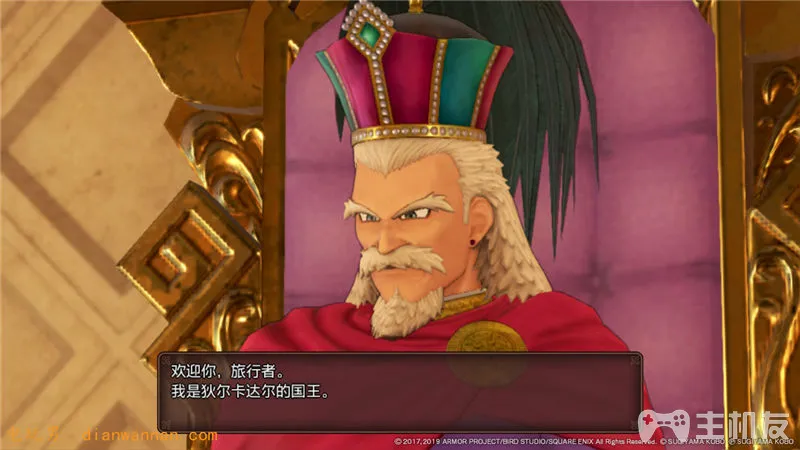 欢迎你，旅行者。
我是狄尔卡达尔的国王。
主机友
dianwannan.com
©2017, 2019 ARMOR PROJECT/BIRD STUDIO/SQUARE ENIX All Rights Reserved. © SUGIYAMA KOBO ℗ SUGIYAMA KOBO